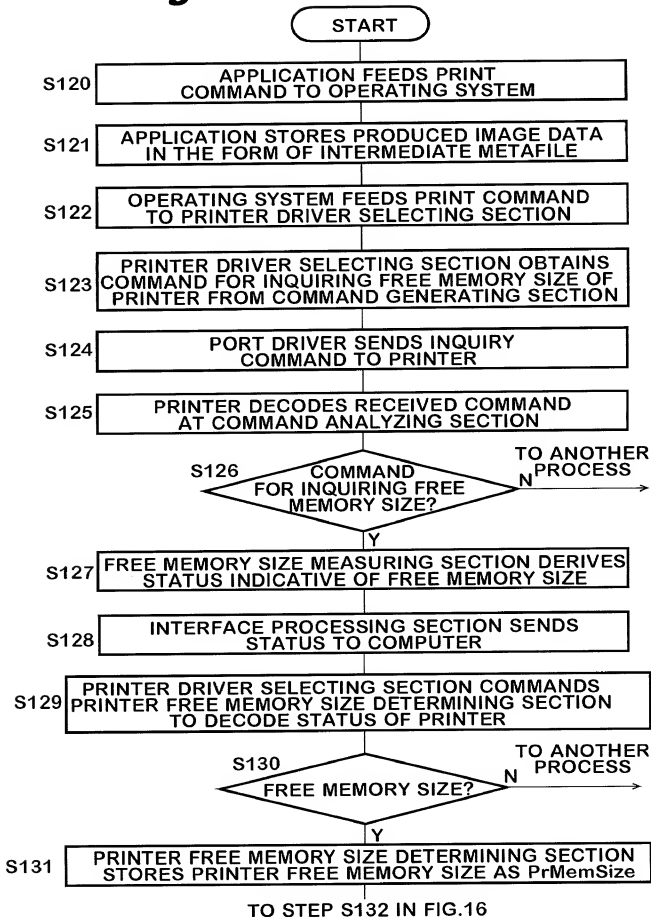 START
S120
APPLICATION FEEDS PRINT
COMMAND TO OPERATING SYSTEM
S121
APPLICATION STORES PRODUCED IMAGE DATA
IN THE FORM OF INTERMEDIATE METAFILE
S122
OPERATING SYSTEM FEEDS PRINT COMMAND
TO PRINTER DRIVER SELECTING SECTION
S123
PRINTER DRIVER SELECTING SECTION OBTAINS
COMMAND FOR INQUIRING FREE MEMORY SIZE OF
PRINTER FROM COMMAND GENERATING SECTION
S124
PORT DRIVER SENDS INQUIRY
COMMAND TO PRINTER
S125
PRINTER DECODES RECEIVED COMMAND
AT COMMAND ANALYZING SECTION
S126
COMMAND
FOR INQUIRING FREE
MEMORY SIZE?
N
TO ANOTHER
PROCESS
Y
S127
FREE MEMORY SIZE MEASURING SECTION DERIVES
STATUS INDICATIVE OF FREE MEMORY SIZE
S128
INTERFACE PROCESSING SECTION SENDS
STATUS TO COMPUTER
S129
PRINTER DRIVER SELECTING SECTION COMMANDS
PRINTER FREE MEMORY SIZE DETERMINING SECTION
TO DECODE STATUS OF PRINTER
S130
FREE MEMORY SIZE?
N
TO ANOTHER
PROCESS
Y
S131
PRINTER FREE MEMORY SIZE DETERMINING SECTION
STORES PRINTER FREE MEMORY SIZE AS PrMemSize
TO STEP S132 IN FIG.16